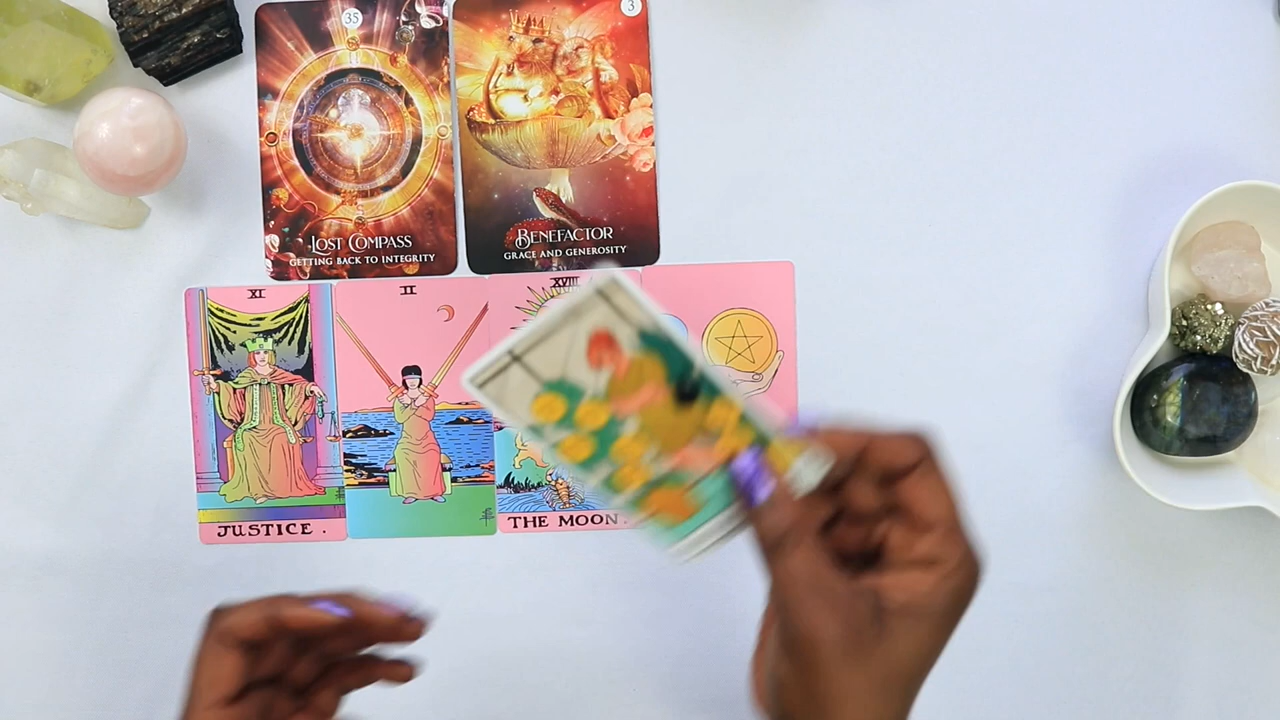 35
LOST COMPASS
GETTING BACK TO INTEGRITY
3
BENEFACTOR
GRACE AND GENEROSITY
XI
JUSTICE.
II
XVIII
THE MOON.